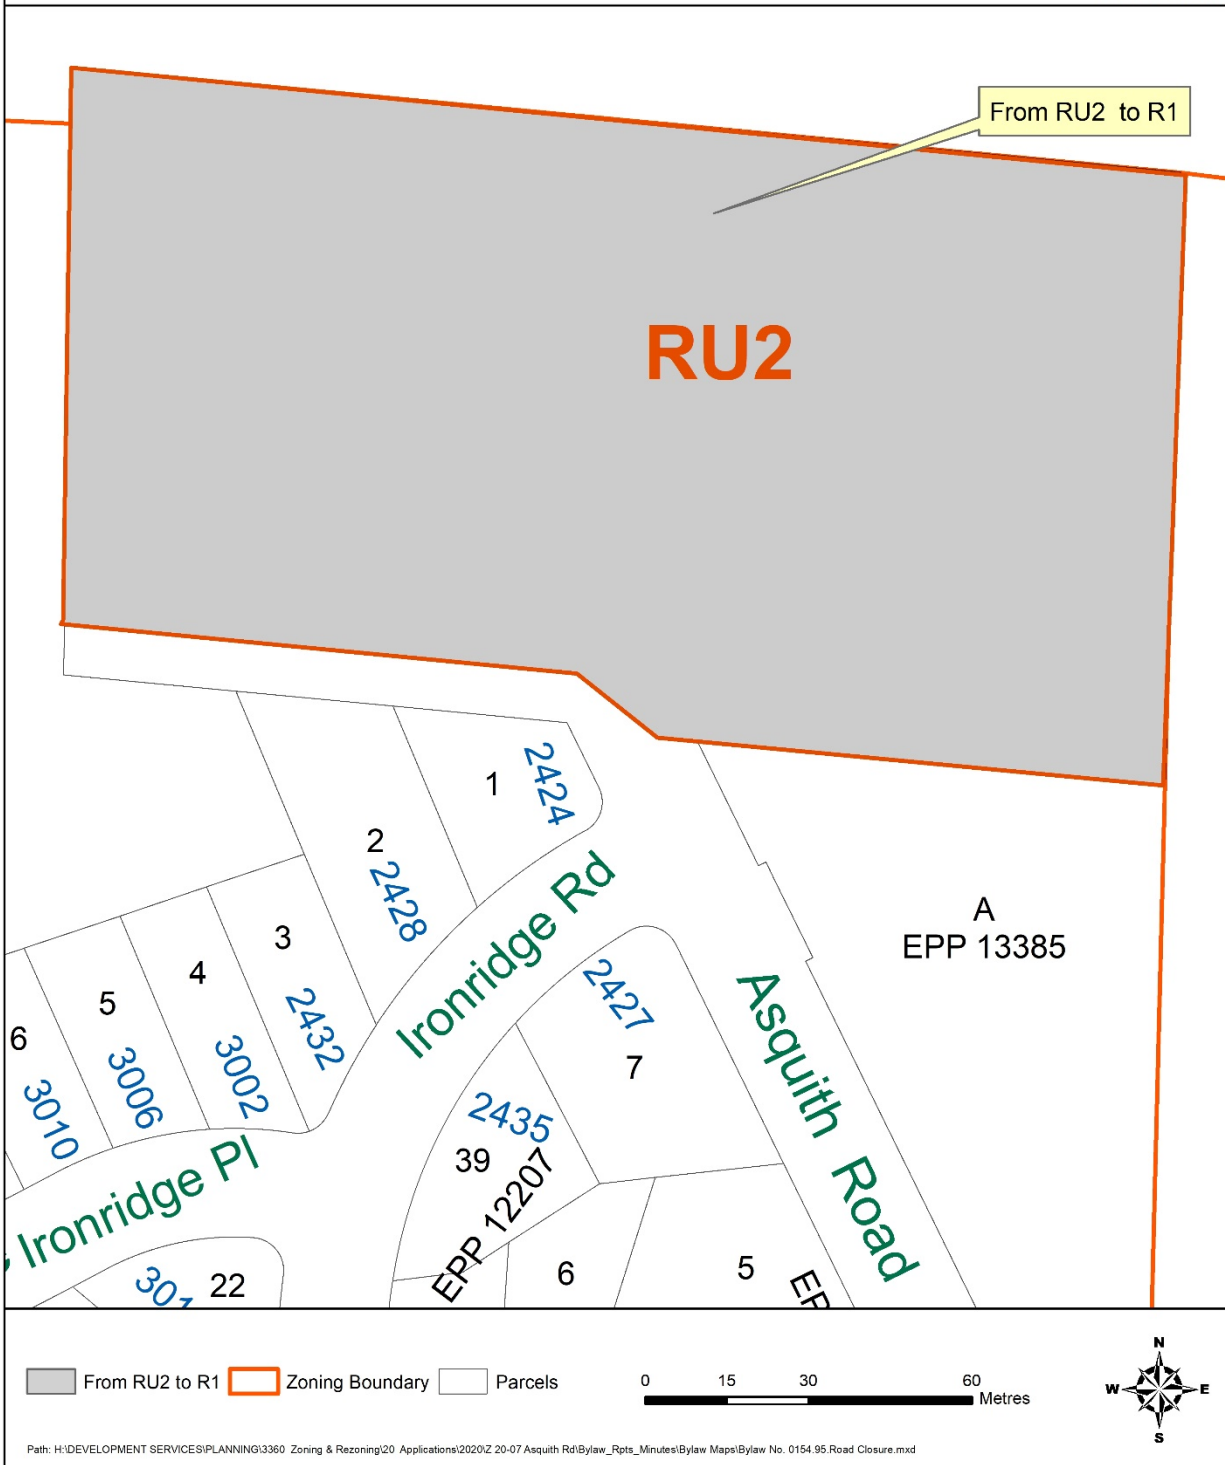 From RU2 to R1
RU2
1
2424
2
2428
3
2432
4
3002
5
3006
6
3010
Ironridge Rd
2427
7
A
EPP 13385
Asquith Road
2435
39
EPP 12207
Ironridge Pl
22
6
5
From RU2 to R1
Zoning Boundary
Parcels
0 15 30 60
Metres
N
W E
S
Path: H:\DEVELOPMENT SERVICES\PLANNING\3360 Zoning & Rezoning\20 Applications\2020\Z 20-07 Asquith Rd\Bylaw_Rpts_Minutes\Bylaw Maps\Bylaw No. 0154.95.Road Closure.mxd